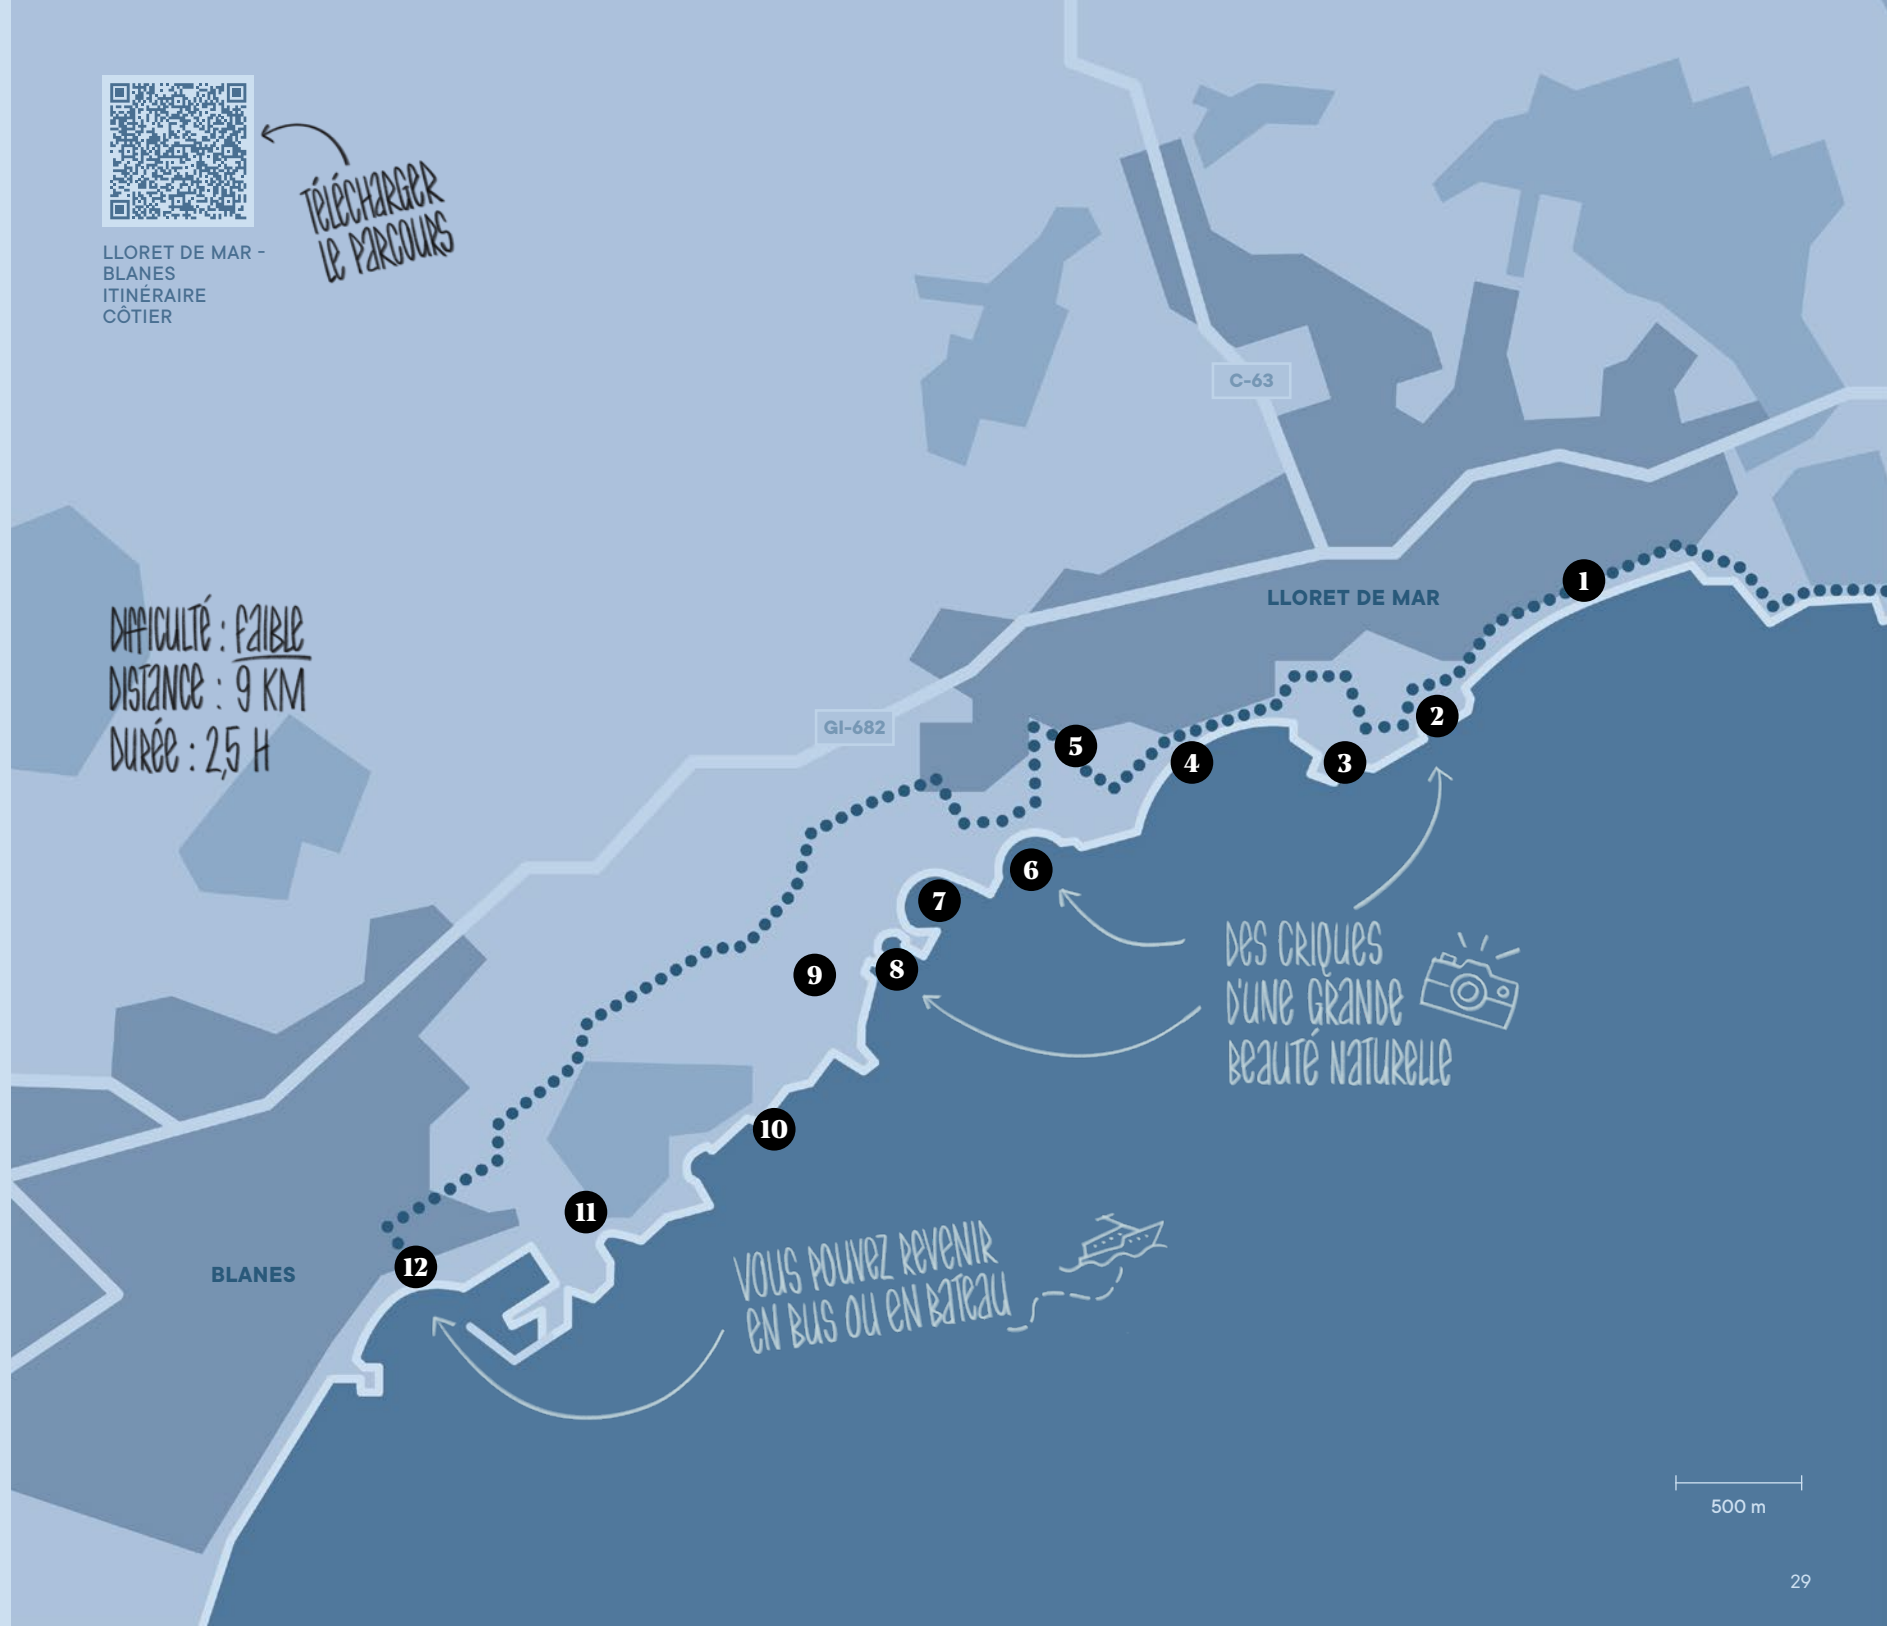 TÉLÉCHARGER
LE PARCOURS
LLORET DE MAR -
BLANES
ITINÉRAIRE
CÔTIER
C-63
DIFFICULTÉ : FAIBLE
DISTANCE : 9 KM
DURÉE : 2,5 H
LLORET DE MAR
GI-682
1
2
3
4
5
6
7
8
9
10
11
12
DES CRIQUES
D'UNE GRANDE
BEAUTÉ NATURELLE
VOUS POUVEZ REVENIR
EN BUS OU EN BATEAU
BLANES
500 m
29